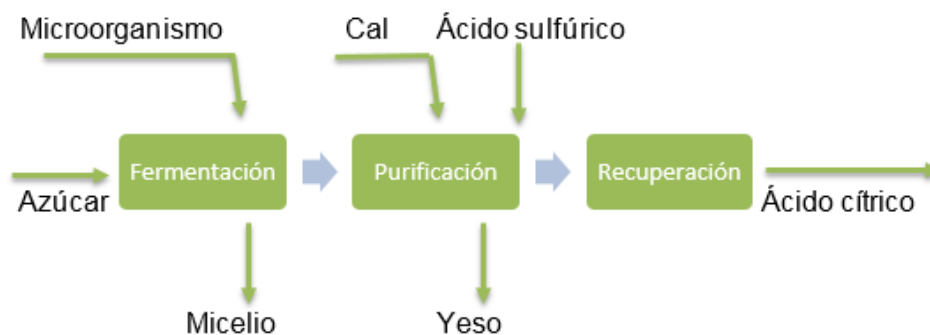 Microorganismo
Cal
Ácido sulfúrico
Fermentación
Purificación
Recuperación
Azúcar
Ácido cítrico
Micelio
Yeso